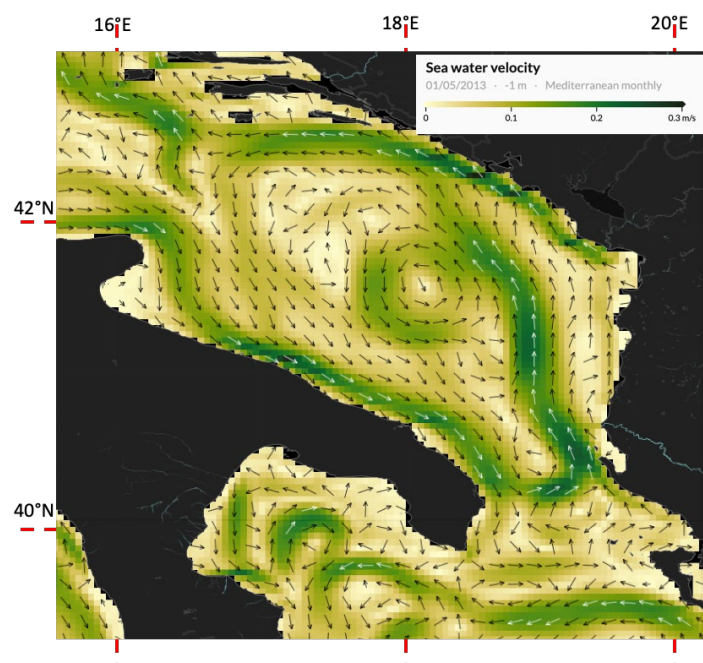 16°E 18°E 20°E
Sea water velocity
01/05/2013 · -1 m · Mediterranean monthly
0 0.1 0.2 0.3 m/s
42°N
40°N